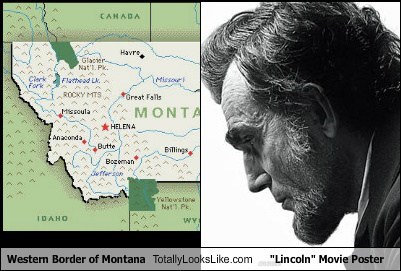 CANADA
Havre
Glacier
Nat'l. Pk.
Clark
Fork
Flathead Lk.
Missouri
ROCKY MTS
Great Falls
Missoula
MONTA
HELENA
Anaconda
Butte
Billings
Bozeman
Jefferson
Yellowstone
Nat'l. Pk.
IDAHO
WY
Western Border of Montana TotallyLooksLike.com "Lincoln" Movie Poster